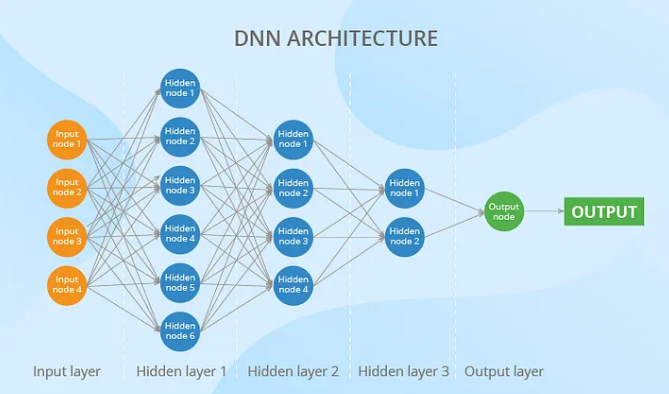 DNN ARCHITECTURE
Input
node 1
Input
node 2
Input
node 3
Input
node 4
Hidden
node 1
Hidden
node 2
Hidden
node 3
Hidden
node 4
Hidden
node 5
Hidden
node 6
Hidden
node 1
Hidden
node 2
Hidden
node 3
Hidden
node 4
Hidden
node 1
Hidden
node 2
Output
node
OUTPUT
Input layer
Hidden layer 1
Hidden layer 2
Hidden layer 3
Output layer